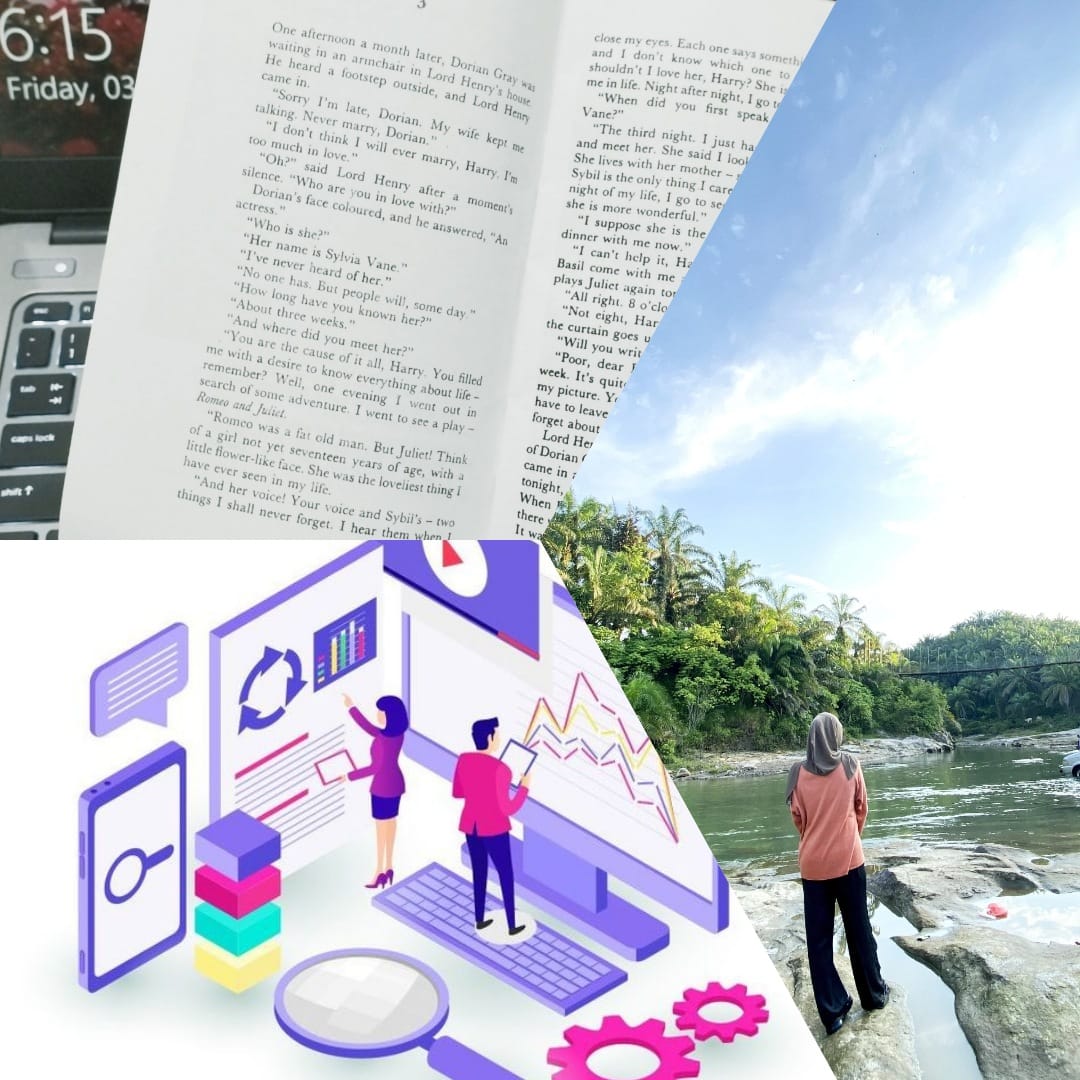 6:15
Friday, 03
tab
caps lock
shift
3
One afternoon a month later, Dorian Gray was
waiting in an armchair in Lord Henry's house.
He heard a footstep outside, and Lord Henry
came in.
"Sorry I'm late, Dorian. My wife kept me
talking. Never marry, Dorian."
"I don't think I will ever marry, Harry. I'm
too much in love."
"Oh?" said Lord Henry after a moment's
silence. "Who are you in love with?"
Dorian's face coloured, and he answered, "An
actress."
"Who is she?"
"Her name is Sylvia Vane."
"I've never heard of her."
"No one has. But people will, some day."
"How long have you known her?"
"About three weeks."
"And where did you meet her?"
"You are the cause of it all, Harry. You filled
me with a desire to know everything about life –
remember? Well, one evening I went out in
search of some adventure. I went to see a play –
Romeo and Juliet.
"Romeo was a fat old man. But Juliet! Think
of a girl not yet seventeen years of age, with a
little flower-like face. She was the loveliest thing I
have ever seen in my life.
"And her voice! Your voice and Sybil's – two
things I shall never forget. I hear them when I
close my eyes. Each one says
and I don't know which one to
shouldn't I love her, Harry? She
me in life. Night after night, I go
"When did you first speak
Vane?"
"The third night. I just
and meet her. She said I
She lives with her mother –
Sybil is the only thing I
night of my life, I go to
she is more wonderful."
"I suppose she is the
dinner with me now."
"I can't help it,
Basil come with me
plays Juliet again
"All right. 8
"Not eight,
the curtain goes
"Will you
"Poor, dear
week. It's
my picture.
have to leave
forget about
Lord
of Dorian
came in
tonight,
When
there
It